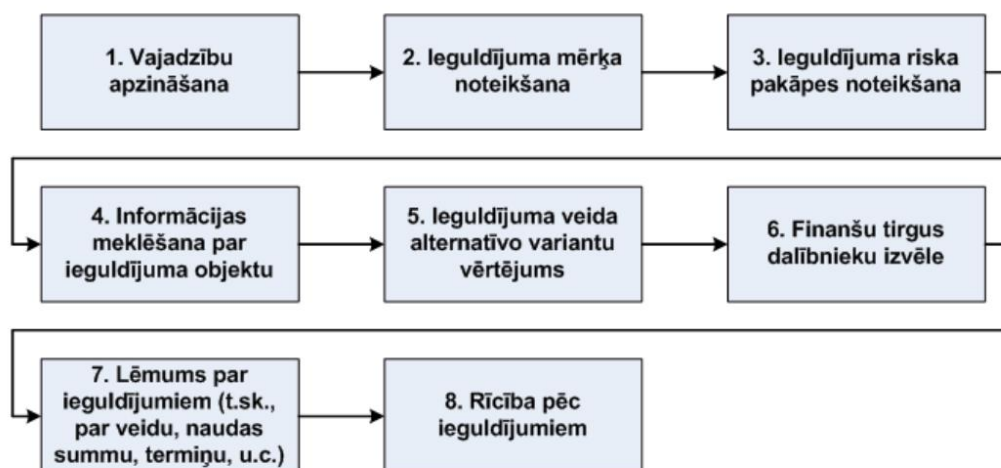 1. Vajadzību
apzināšana
2. Ieguldījuma mērķa
noteikšana
3. Ieguldījuma riska
pakāpes noteikšana
4. Informācijas
meklēšana par
ieguldījuma objektu
5. Ieguldījuma veida
alternatīvo variantu
vērtējums
6. Finanšu tirgus
dalībnieku izvēle
7. Lēmums par
ieguldījumiem (t.sk.,
par veidu, naudas
summu, termiņu, u.c.)
8. Rīcība pēc
ieguldījumiem